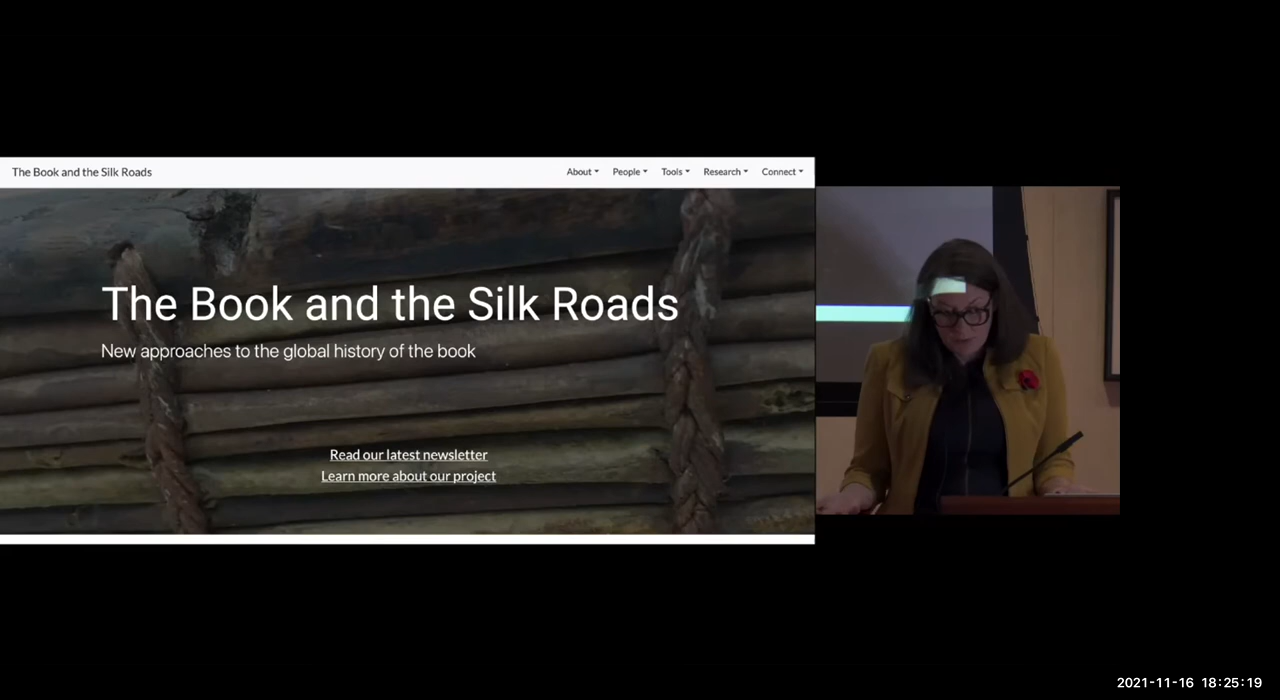 The Book and the Silk Roads
About
People
Tools
Research
Connect
The Book and the Silk Roads
New approaches to the global history of the book
Read our latest newsletter
Learn more about our project
2021-11-16 18:25:19